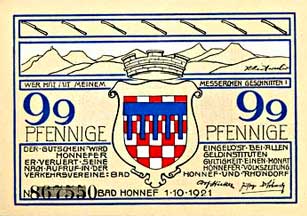 WER HAT MIT MEINEM MESSERCHEN GESCHNITTEN!
99 99
PFENNIGE PFENNIGE
DER GUTSCHEIN WIRD EINGELÖST BEI ALLEN
HONNEFER GELDINSTITUTEN
ER VERLIERT SEINE GÜLTIGKEIT EINEN MONAT
NACH AUFRUF IN DER HONNEFER VOLKSZEITUNG
VERKEHRSVEREINE BAD HONNEF UND RHÖNDORF
No 867550 BAD HONNEF 1·10·1921